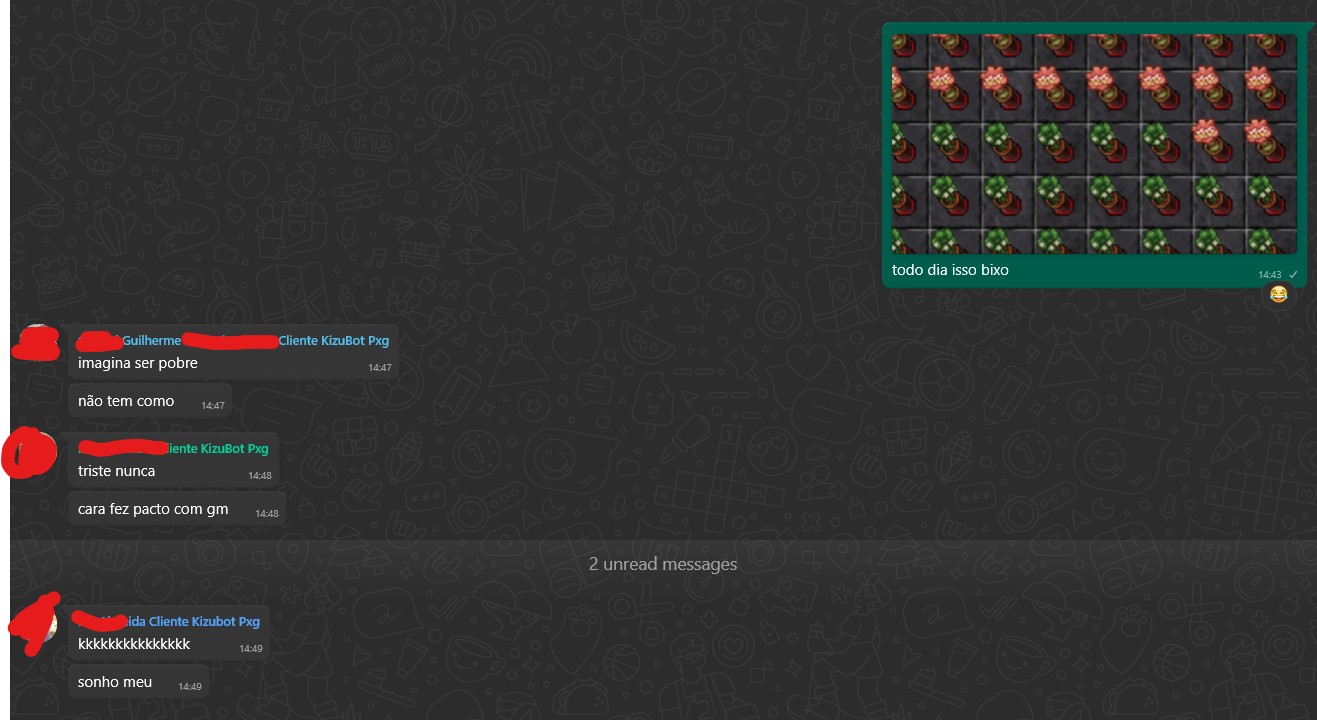 todo dia isso bixo
14:43
Guilherme Cliente KizuBot Pxg
imagina ser pobre
14:47
não tem como
14:47
KizuBot Pxg
triste nunca
14:48
cara fez pacto com gm
14:48
2 unread messages
Cliente Kizubot Pxg
kkkkkkkkkkkkkkk
14:49
sonho meu
14:49